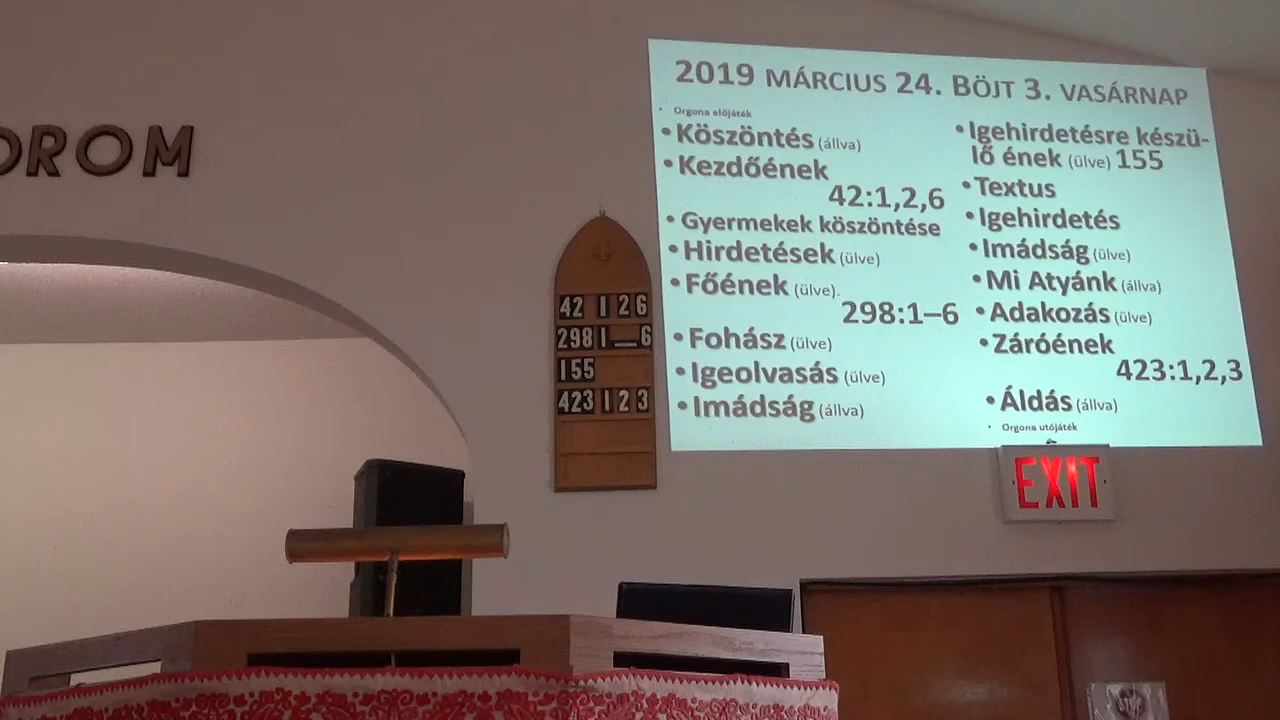 OROM
2019 MÁRCIUS 24. BÖJT 3. VASÁRNAP
• Orgona előjáték
• Köszöntés (állva)
• Kezdőének
42:1,2,6
• Gyermekek köszöntése
• Hirdetések (ülve)
• Főének (ülve).
298:1–6
• Fohász (ülve)
• Igeolvasás (ülve)
• Imádság (állva)
• Igehirdetésre készü-
lő ének (ülve) 155
• Textus
• Igehirdetés
• Imádság (ülve)
• Mi Atyánk (állva)
• Adakozás (ülve)
• Záróének
423:1,2,3
• Áldás (állva)
• Orgona utójáték
42 1 2 6
298 1 — 6
155
423 1 2 3
EXIT